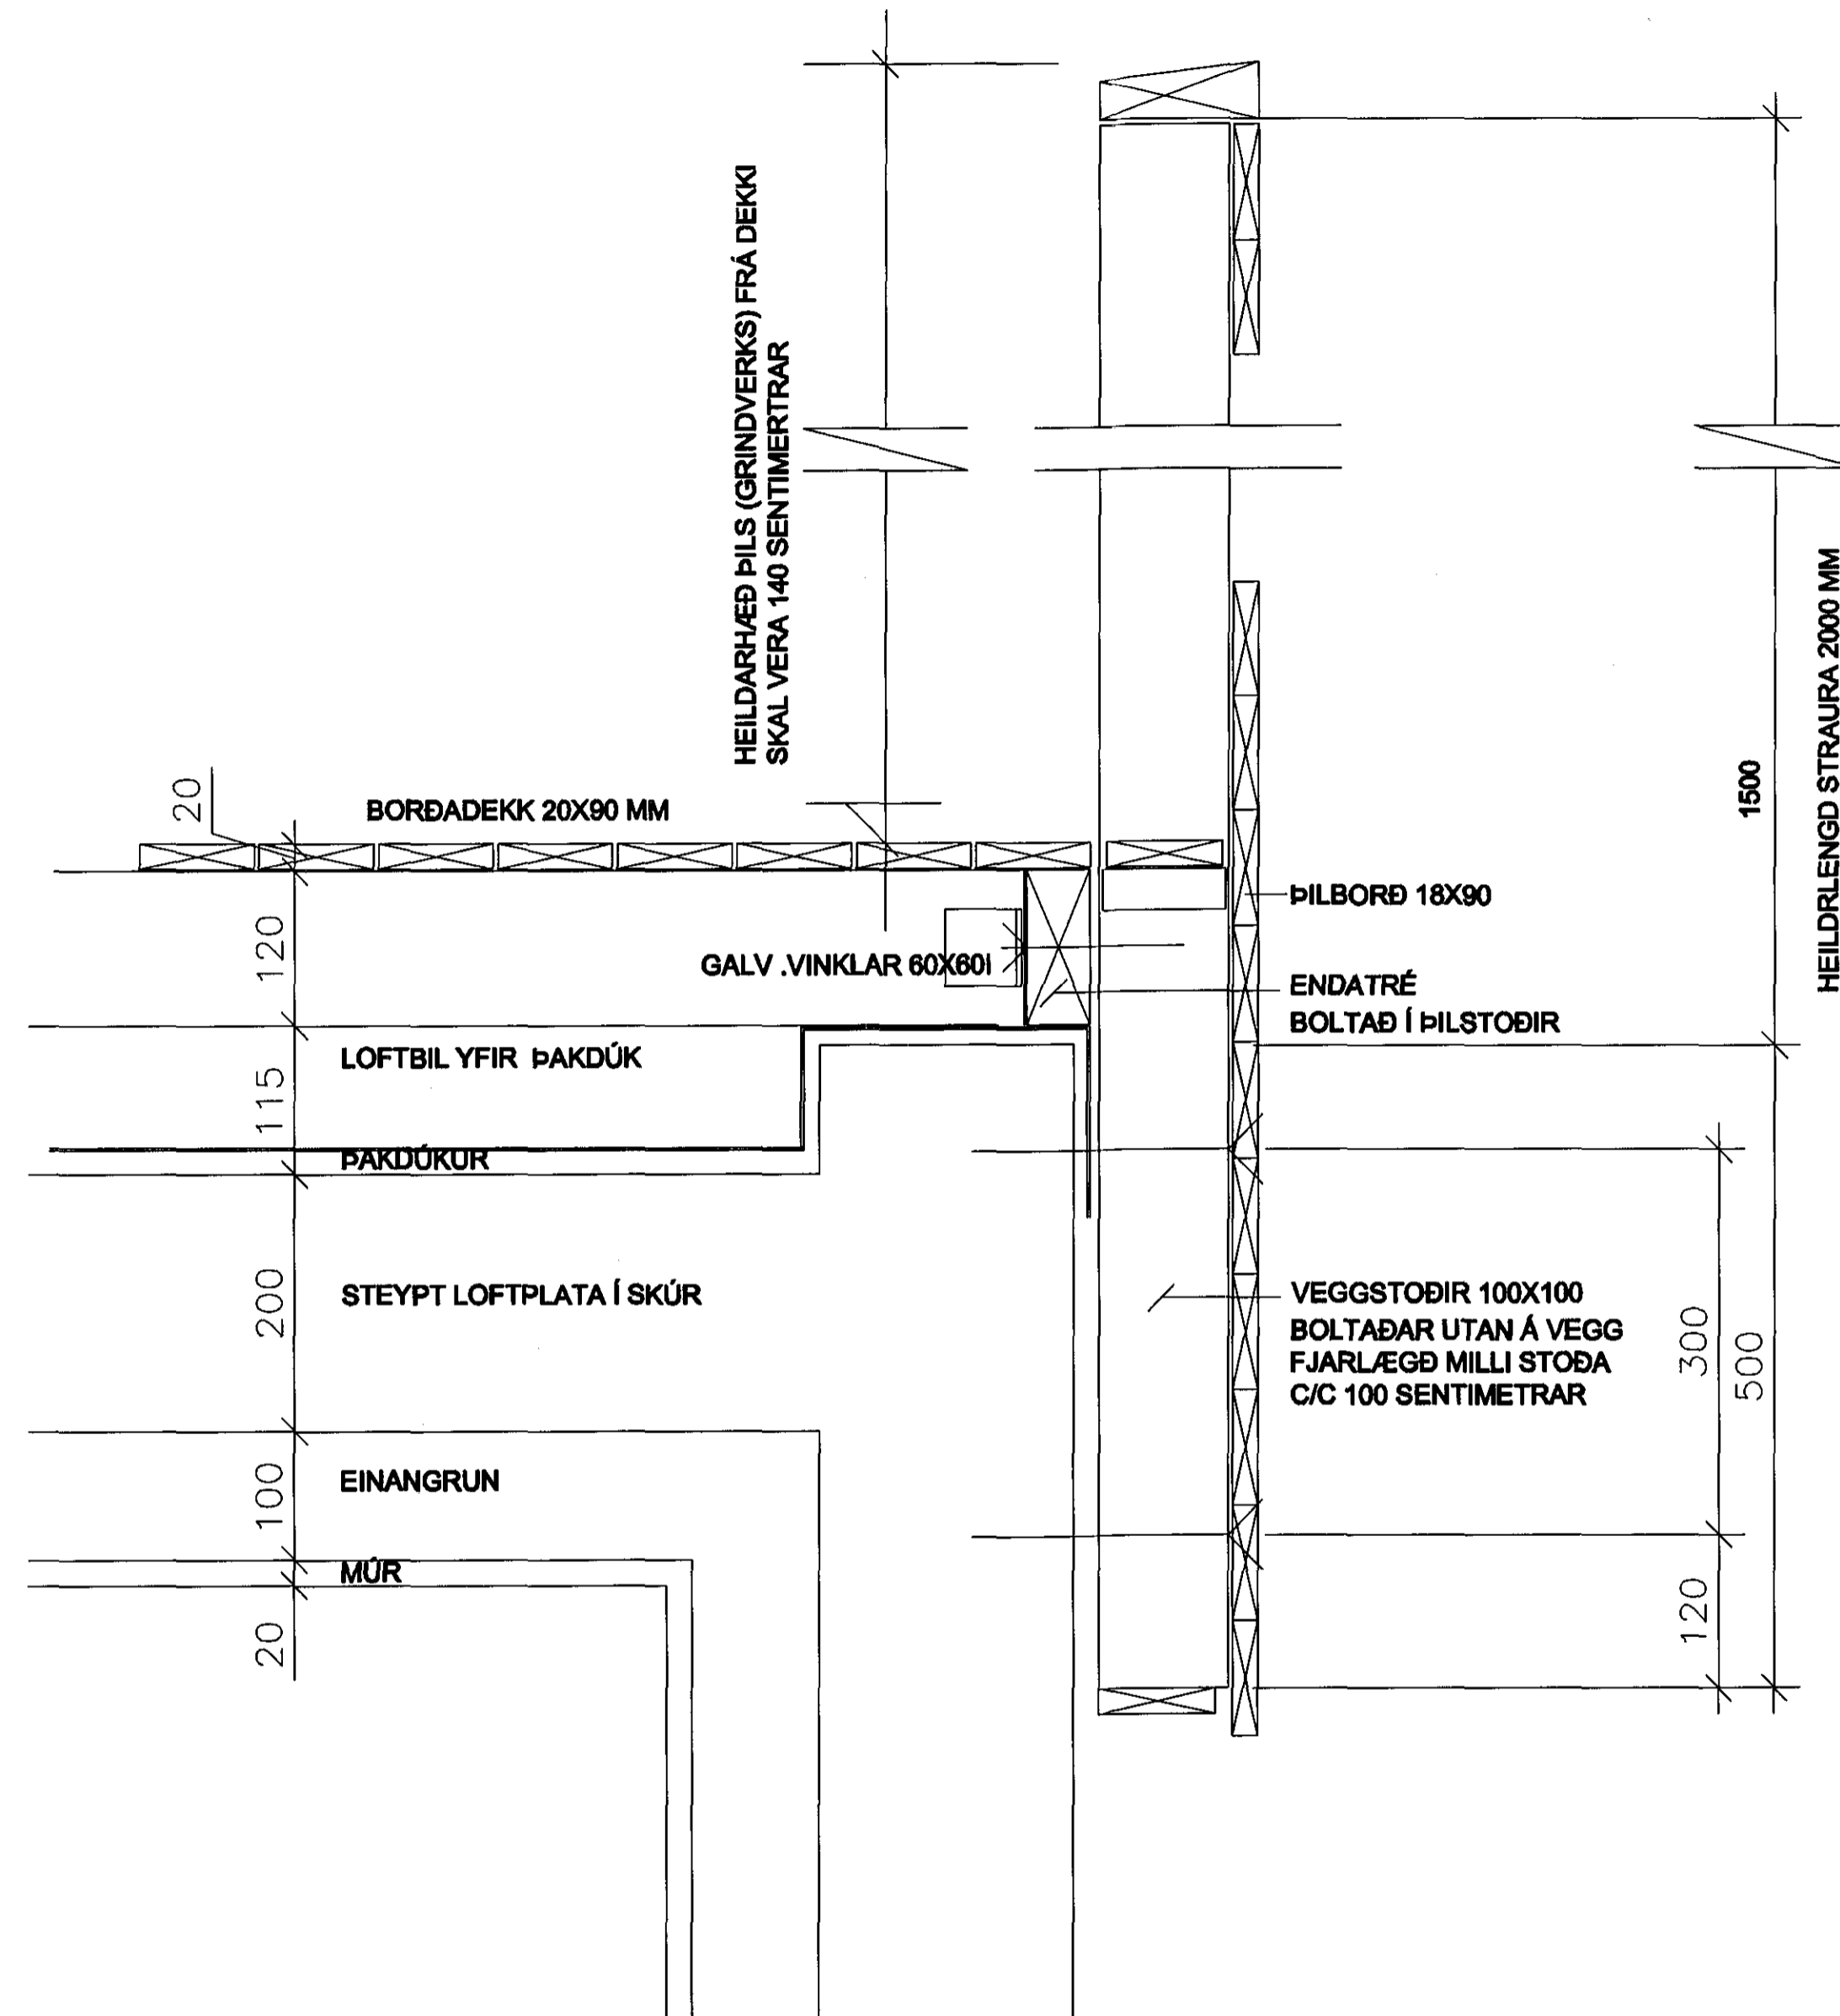 HEILDARHÆÐ ÞILS (GRINDVERKS) FRÁ DEKKI
SKAL VERA 140 SENTIMERTRAR
HEILDRLENGD STRAURA 2000 MM
1500
20
BORÐADEKK 20X90 MM
ÞILBORÐ 18X90
120
GALV .VINKLAR 60X60
ENDATRÉ
BOLTAÐ Í ÞILSTOÐIR
LOFTBIL YFIR ÞAKDÚK
115
ÞAKDÚKUR
200
STEYPT LOFTPLATA Í SKÚR
VEGGSTOÐIR 100X100
BOLTAÐAR UTAN Á VEGG
FJARLÆGÐ MILLI STOÐA
C/C 100 SENTIMETRAR
300
500
100
EINANGRUN
MÚR
20
120